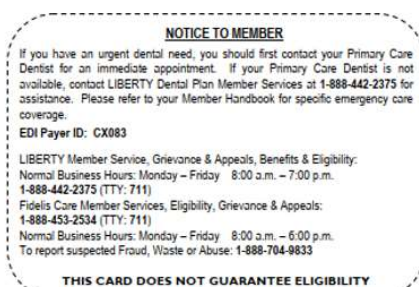 NOTICE TO MEMBER
If you have an urgent dental need, you should first contact your Primary Care
Dentist for an immediate appointment. If your Primary Care Dentist is not
available, contact LIBERTY Dental Plan Member Services at 1-888-442-2375 for
assistance. Please refer to your Member Handbook for specific emergency care
coverage.
EDI Payer ID: CX083
LIBERTY Member Service, Grievance & Appeals, Benefits & Eligibility:
Normal Business Hours: Monday – Friday 8:00 a.m. – 7:00 p.m.
1-888-442-2375 (TTY: 711)
Fidelis Care Member Services, Eligibility, Grievance & Appeals:
1-888-453-2534 (TTY: 711)
Normal Business Hours: Monday – Friday 8:00 a.m. – 6:00 p.m.
To report suspected Fraud, Waste or Abuse: 1-888-704-9833
THIS CARD DOES NOT GUARANTEE ELIGIBILITY